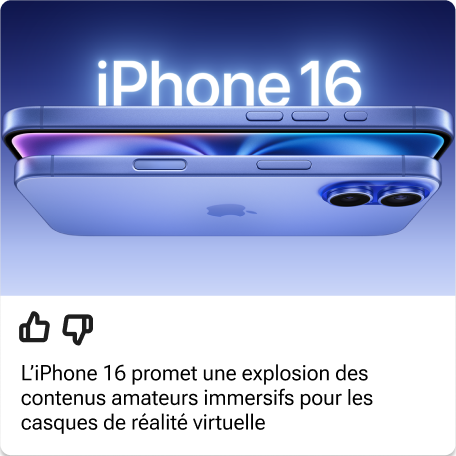 iPhone 16
L’iPhone 16 promet une explosion des
contenus amateurs immersifs pour les
casques de réalité virtuelle